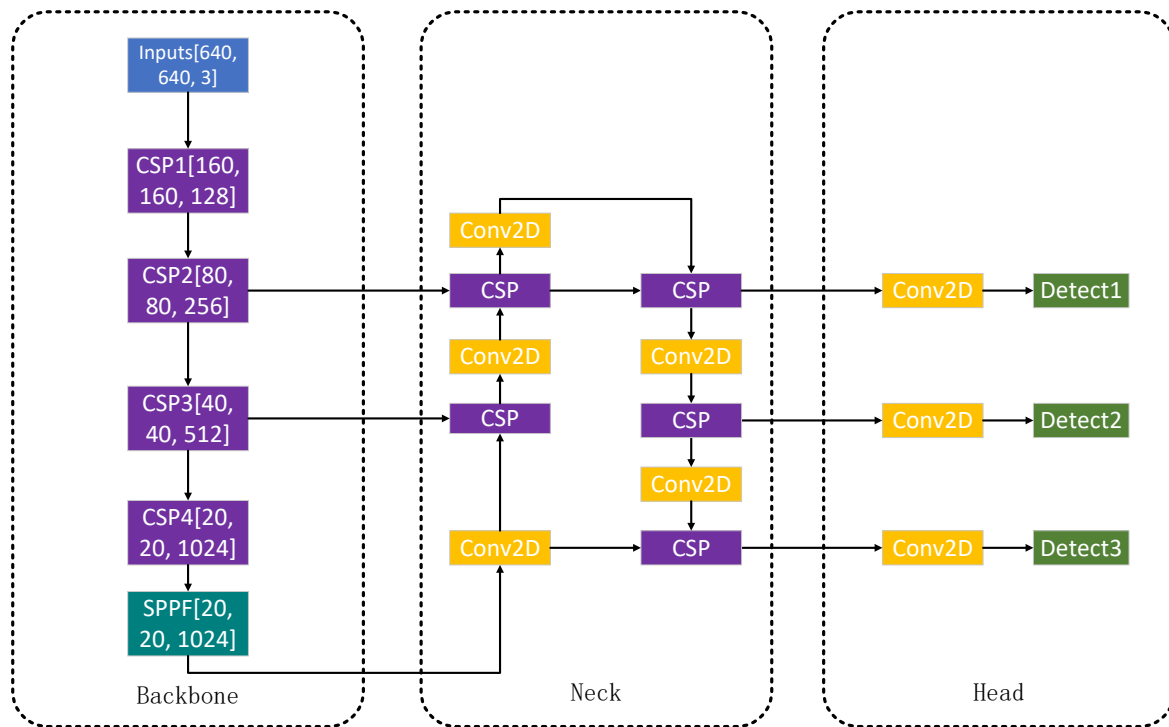 Inputs[640,
640, 3]
CSP1[160,
160, 128]
CSP2[80,
80, 256]
CSP3[40,
40, 512]
CSP4[20,
20, 1024]
SPPF[20,
20, 1024]
Backbone
Conv2D
CSP
CSP
Conv2D
Conv2D
CSP
CSP
Conv2D
Conv2D
CSP
Neck
Conv2D
Detect1
Conv2D
Detect2
Conv2D
Detect3
Head